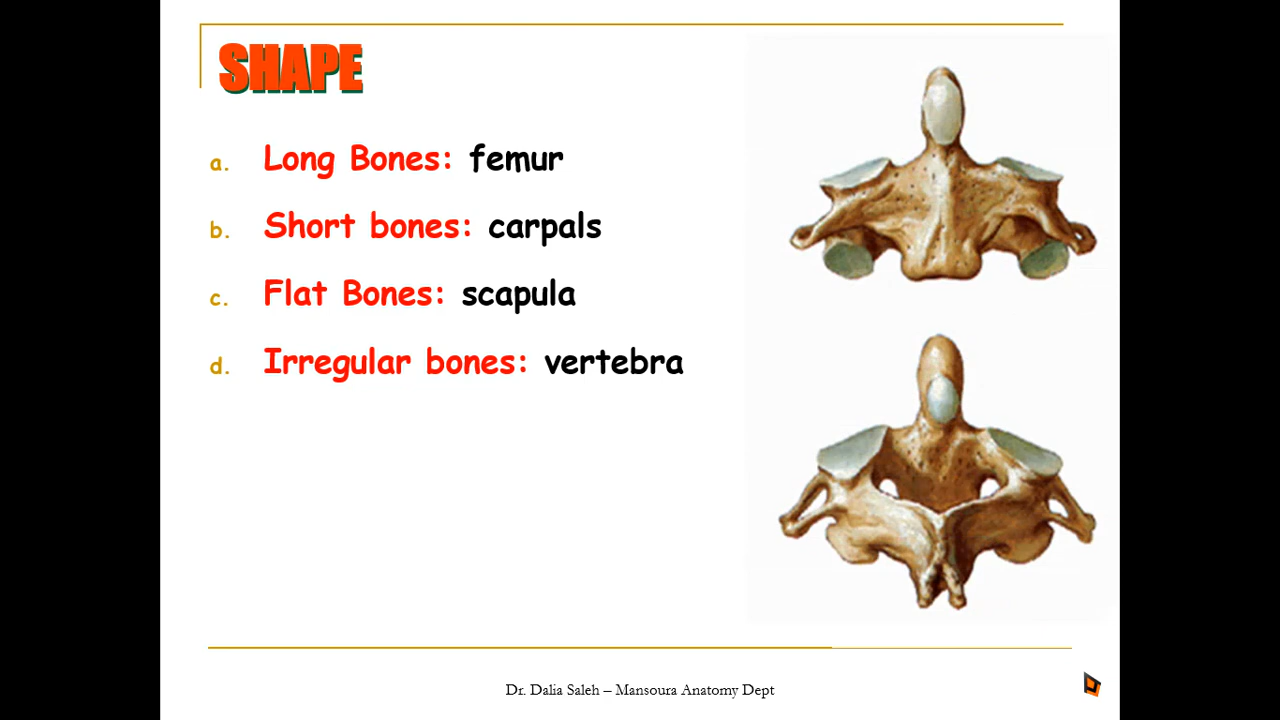 SHAPE
a. Long Bones: femur
b. Short bones: carpals
c. Flat Bones: scapula
d. Irregular bones: vertebra
Dr. Dalia Saleh – Mansoura Anatomy Dept